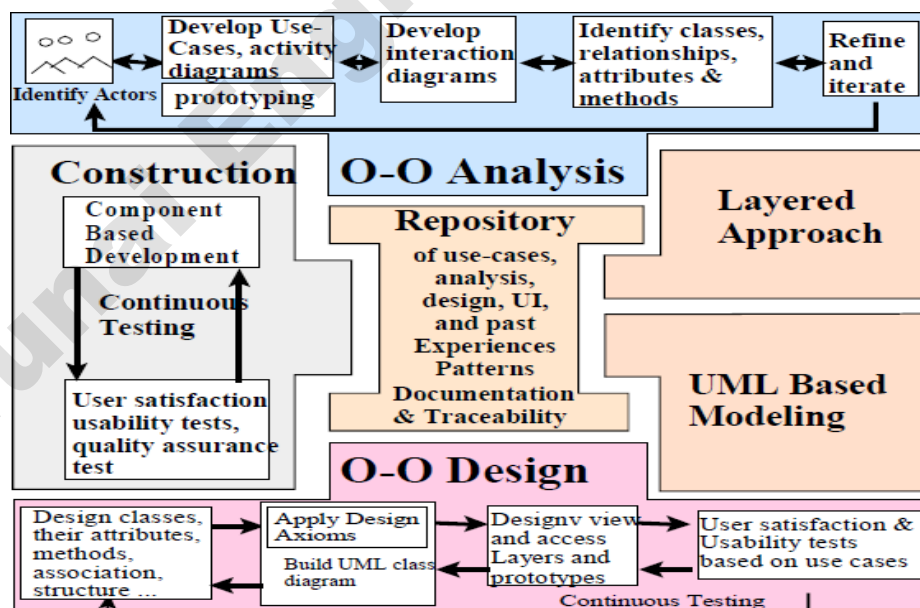 Identify Actors
Develop Use-
Cases, activity
diagrams
prototyping
Develop
interaction
diagrams
Identify classes,
relationships,
attributes &
methods
Refine
and
iterate
O-O Analysis
Construction
Component
Based
Development
Continuous
Testing
User satisfaction
usability tests,
quality assurance
test
Repository
of use-cases,
analysis,
design, UI,
and past
Experiences
Patterns
Documentation
& Traceability
Layered
Approach
UML Based
Modeling
O-O Design
Design classes,
their attributes,
methods,
association,
structure ...
Apply Design
Axioms
Build UML class
diagram
Designv view
and access
Layers and
prototypes
User satisfaction &
Usability tests
based on use cases
Continuous Testing